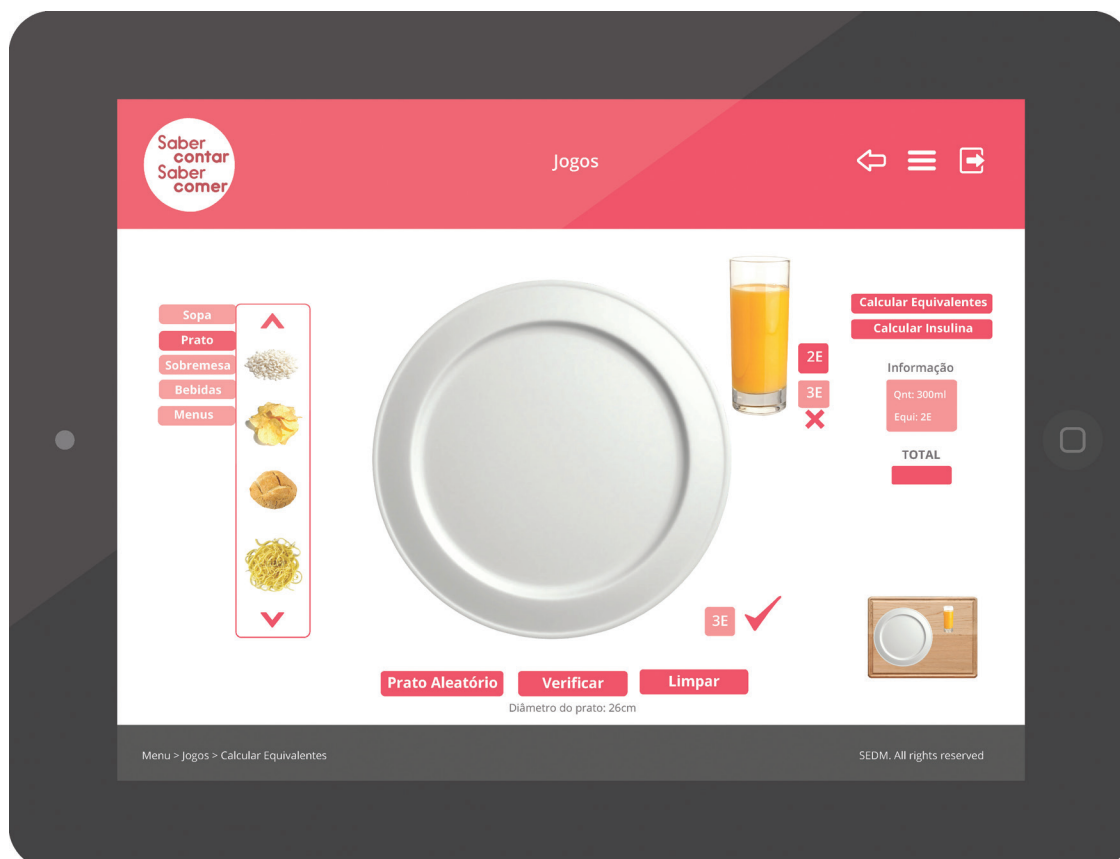 Saber
contar
Saber
comer
Jogos
Sopa
Prato
Sobremesa
Bebidas
Menus
2E
3E
Calcular Equivalentes
Calcular Insulina
Informação
Qnt: 300ml
Equi: 2E
TOTAL
3E
Prato Aleatório
Verificar
Limpar
Diâmetro do prato: 26cm
Menu > Jogos > Calcular Equivalentes
SEDM. All rights reserved